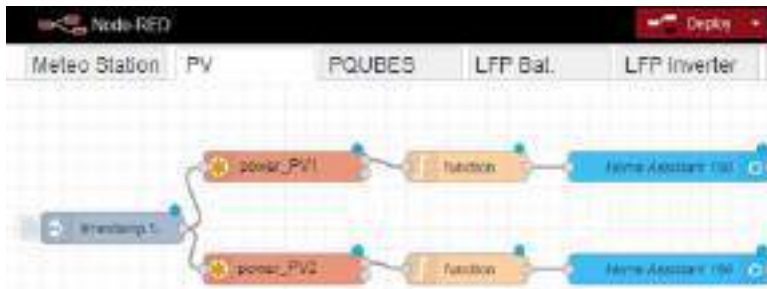 Node-RED
Deploy
Meteo Station
PV
PQUBES
LFP Bat.
LFP Inverter
power_PV1
function
timestamp
power_PV2
function